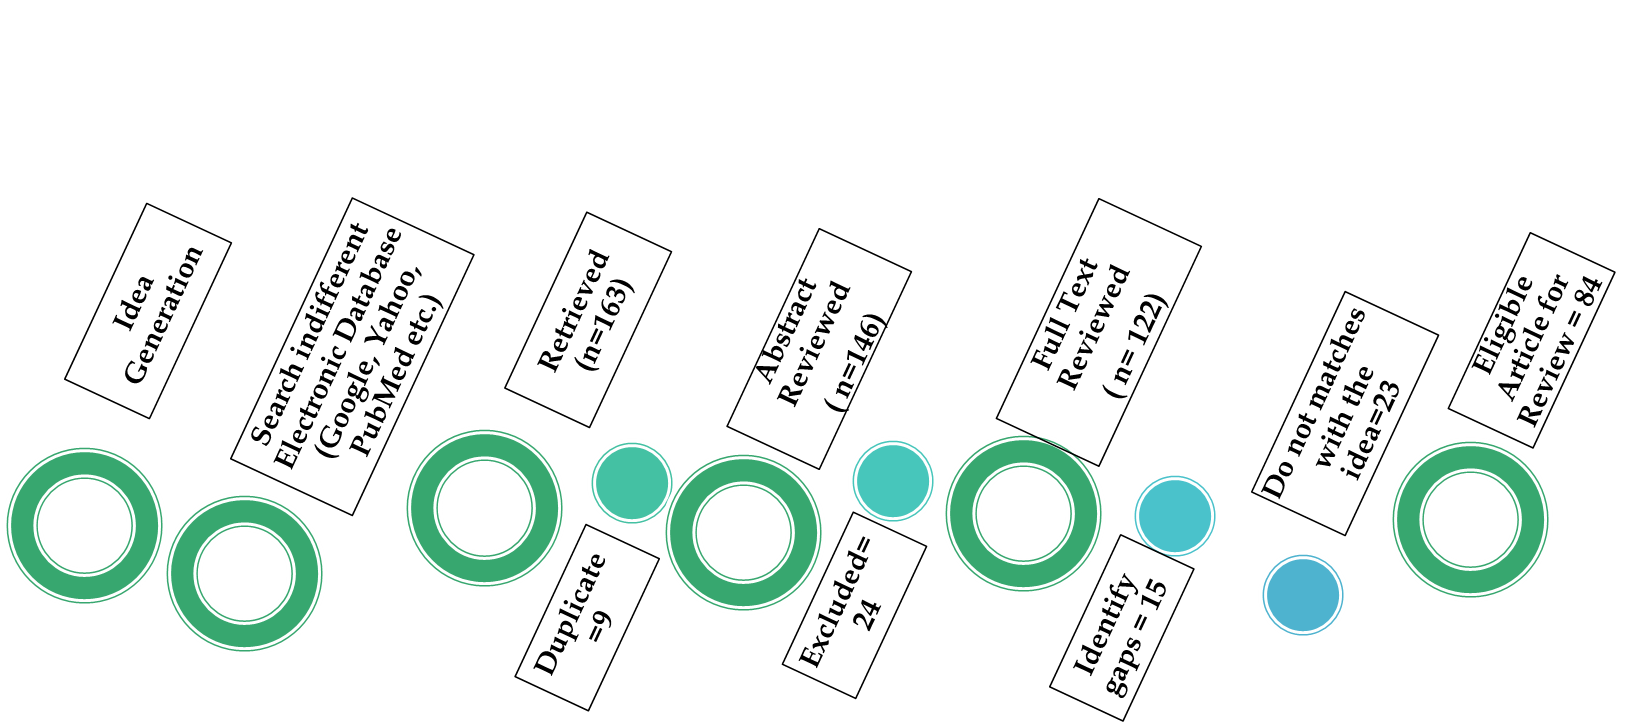 Idea
Generation
Search indifferent
Electronic Database
(Google, Yahoo,
PubMed etc.)
Retrieved
(n=163)
Duplicate
=9
Abstract
Reviewed
( n=146)
Excluded=
24
Full Text
Reviewed
( n= 122)
Identify
gaps = 15
Do not matches
with the
idea=23
Eligible
Article for
Review = 84